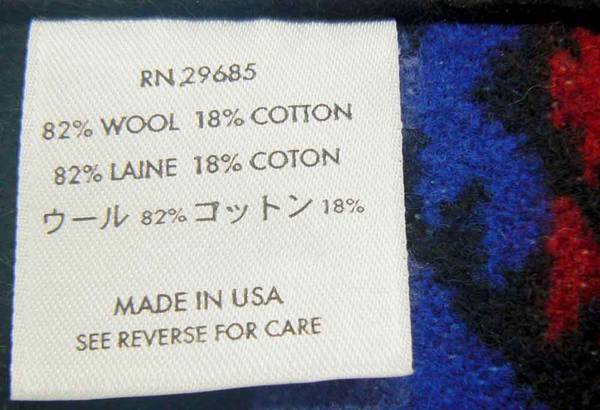 RN 29685
82% WOOL 18% COTTON
82% LAINE 18% COTON
ウール 82% コットン 18%
MADE IN USA
SEE REVERSE FOR CARE